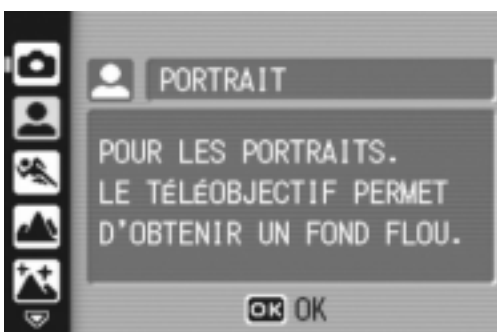 PORTRAIT
POUR LES PORTRAITS.
LE TÉLÉOBJECTIF PERMET
D'OBTENIR UN FOND FLOU.
OK OK